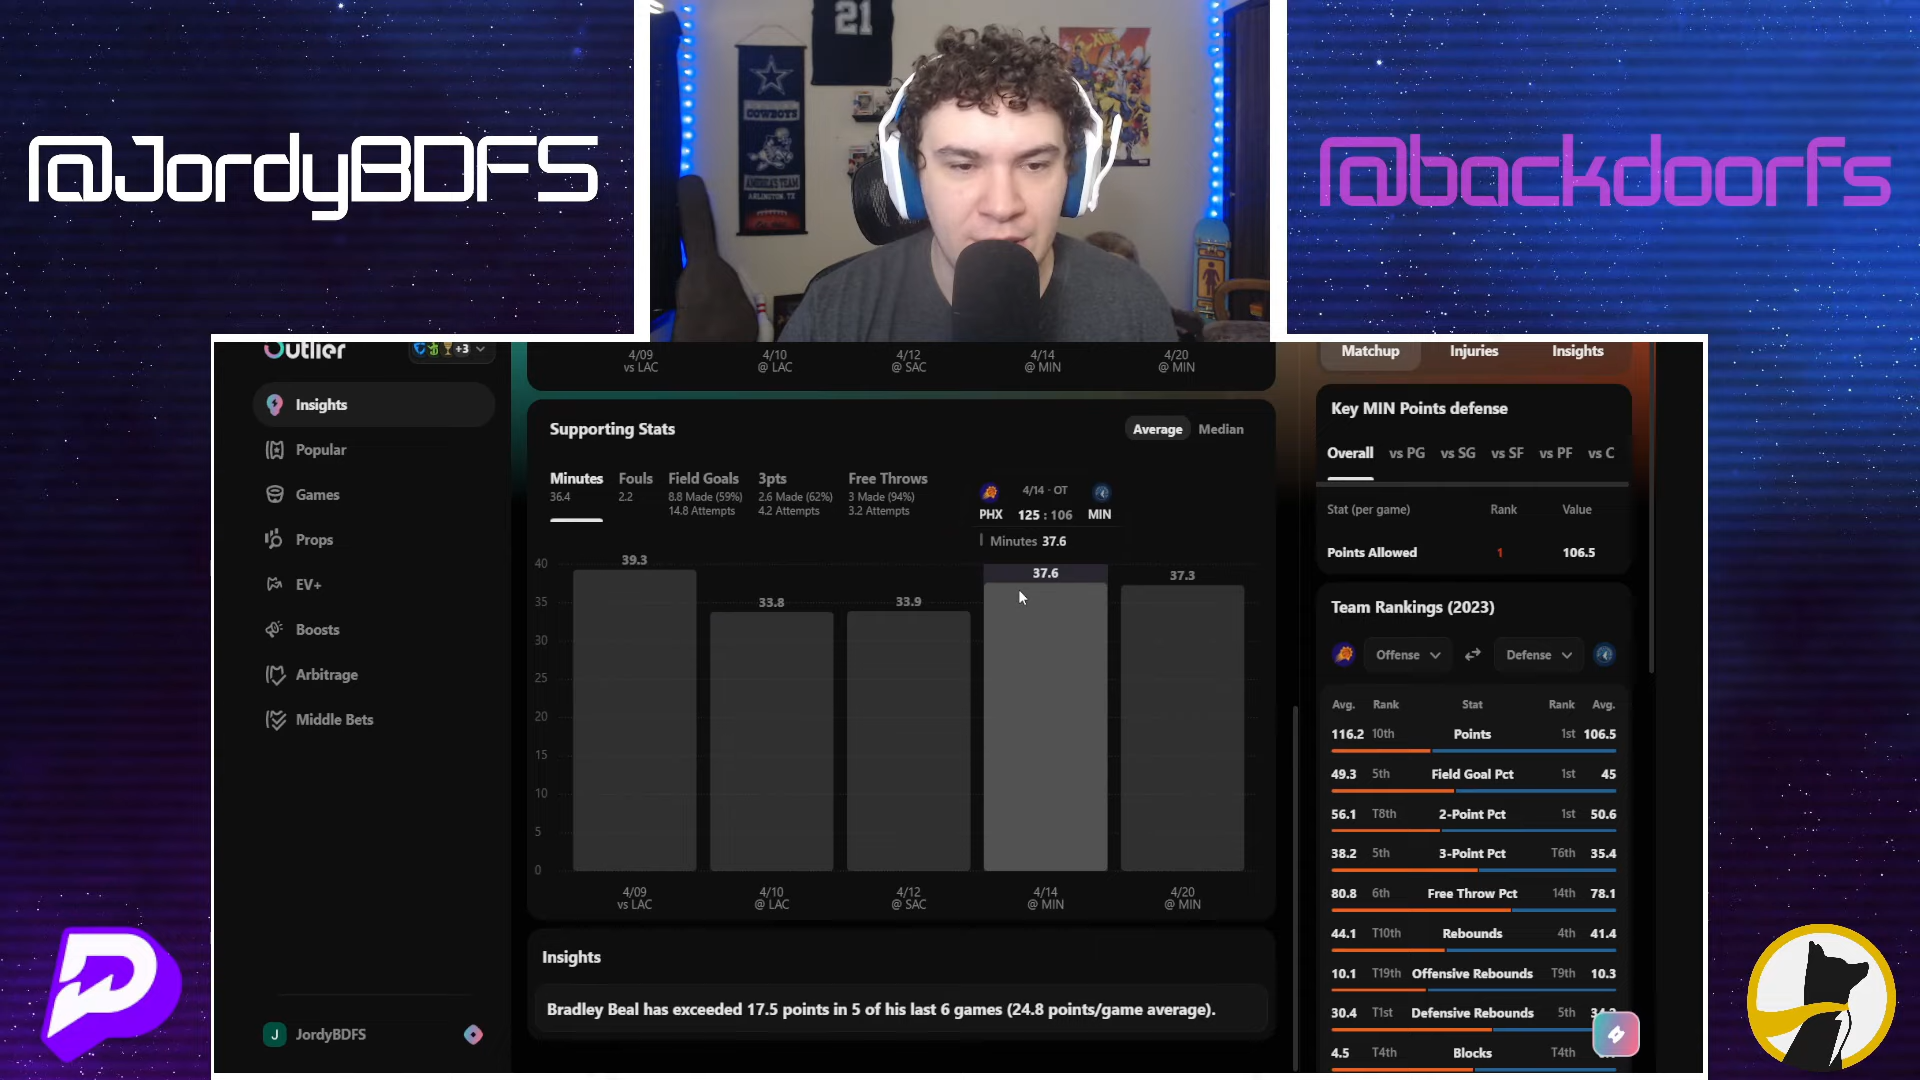 @JordyBDFS
@backdoorfs
21
COWBOYS
AMERICA'S TEAM
ARLINGTON, TX
Outlier
+3
Insights
Popular
Games
Props
EV+
Boosts
Arbitrage
Middle Bets
J JordyBDFS
4/09 4/10 4/12 4/14 4/20
vs LAC @ LAC @ SAC @ MIN @ MIN
Supporting Stats
Average Median
Minutes Fouls Field Goals 3pts Free Throws
36.4 2.2 8.8 Made (59%) 2.6 Made (62%) 3 Made (94%)
14.8 Attempts 4.2 Attempts 3.2 Attempts
4/14 · OT
PHX 125 : 106 MIN
Minutes 37.6
39.3 33.8 33.9 37.6 37.3
40
35
30
25
20
15
10
5
0
4/09 4/10 4/12 4/14 4/20
vs LAC @ LAC @ SAC @ MIN @ MIN
Insights
Bradley Beal has exceeded 17.5 points in 5 of his last 6 games (24.8 points/game average).
Matchup Injuries Insights
Key MIN Points defense
Overall vs PG vs SG vs SF vs PF vs C
Stat (per game) Rank Value
Points Allowed 1 106.5
Team Rankings (2023)
Offense Defense
Avg. Rank Stat Rank Avg.
116.2 10th Points 1st 106.5
49.3 5th Field Goal Pct 1st 45
56.1 T8th 2-Point Pct 1st 50.6
38.2 5th 3-Point Pct T6th 35.4
80.8 6th Free Throw Pct 14th 78.1
44.1 T10th Rebounds 4th 41.4
10.1 T19th Offensive Rebounds T9th 10.3
30.4 T1st Defensive Rebounds 5th
4.5 T4th Blocks T4th